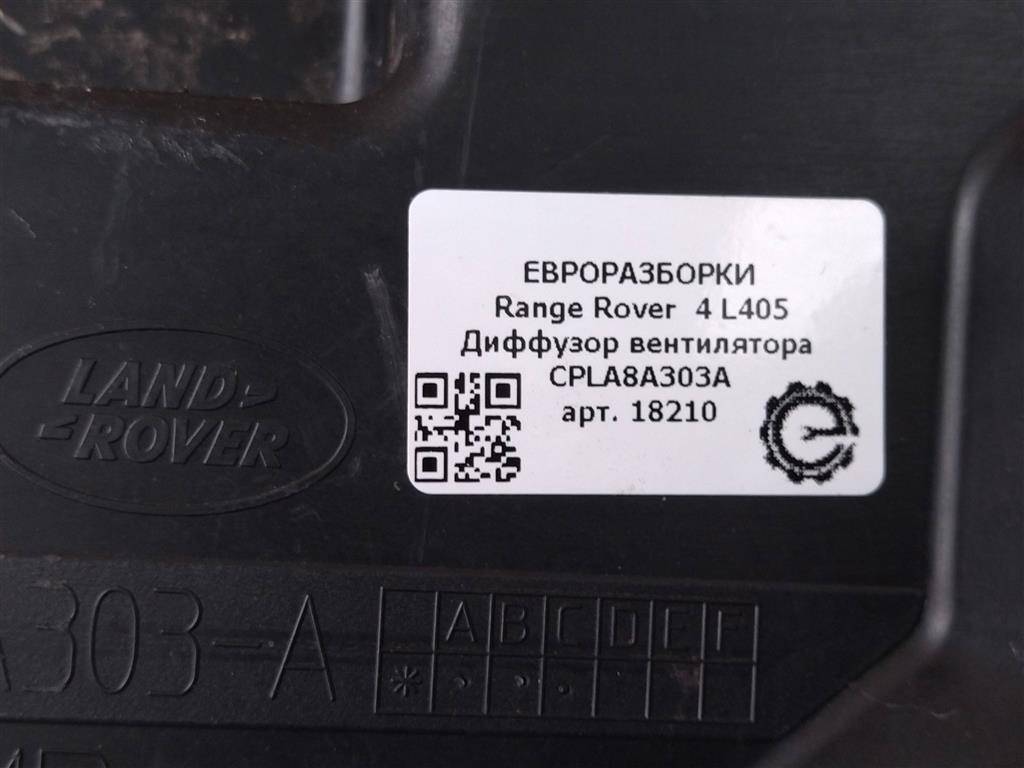 ЕВРОРАЗБОРКИ
Range Rover 4 L405
Диффузор вентилятора
CPLA8A303A
арт. 18210
LAND
ROVER
A303-A
A B C D E F
*